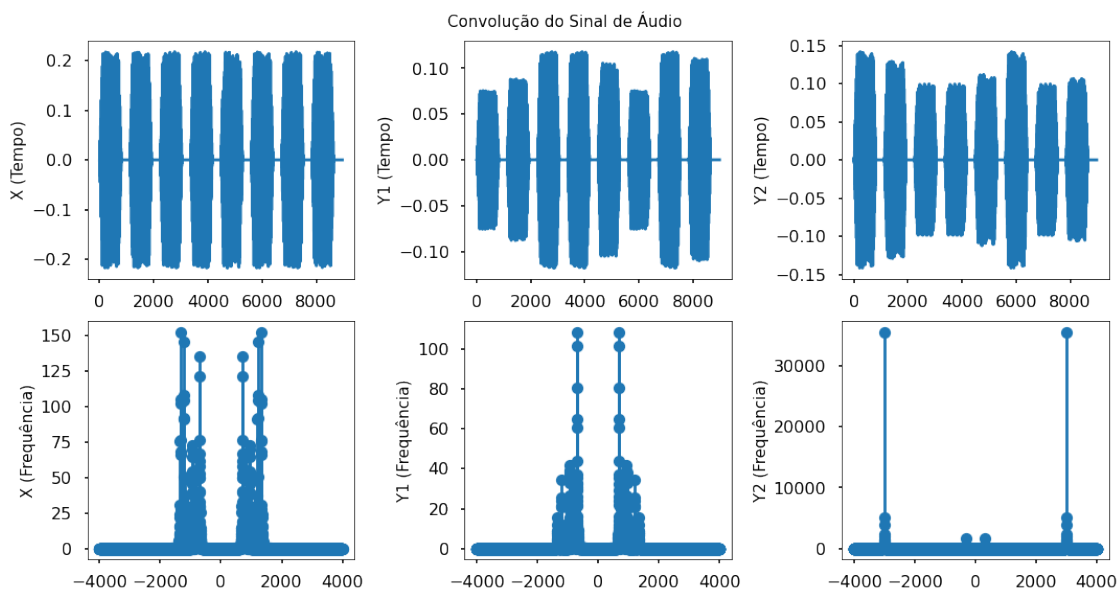 Convolução do Sinal de Áudio
X (Tempo)
0.2
0.1
0.0
−0.1
−0.2
0 2000 4000 6000 8000
Y1 (Tempo)
0.10
0.05
0.00
−0.05
−0.10
0 2000 4000 6000 8000
Y2 (Tempo)
0.15
0.10
0.05
0.00
−0.05
−0.10
−0.15
0 2000 4000 6000 8000
X (Frequência)
150
125
100
75
50
25
0
−4000 −2000 0 2000 4000
Y1 (Frequência)
100
80
60
40
20
0
−4000 −2000 0 2000 4000
Y2 (Frequência)
30000
20000
10000
0
−4000 −2000 0 2000 4000